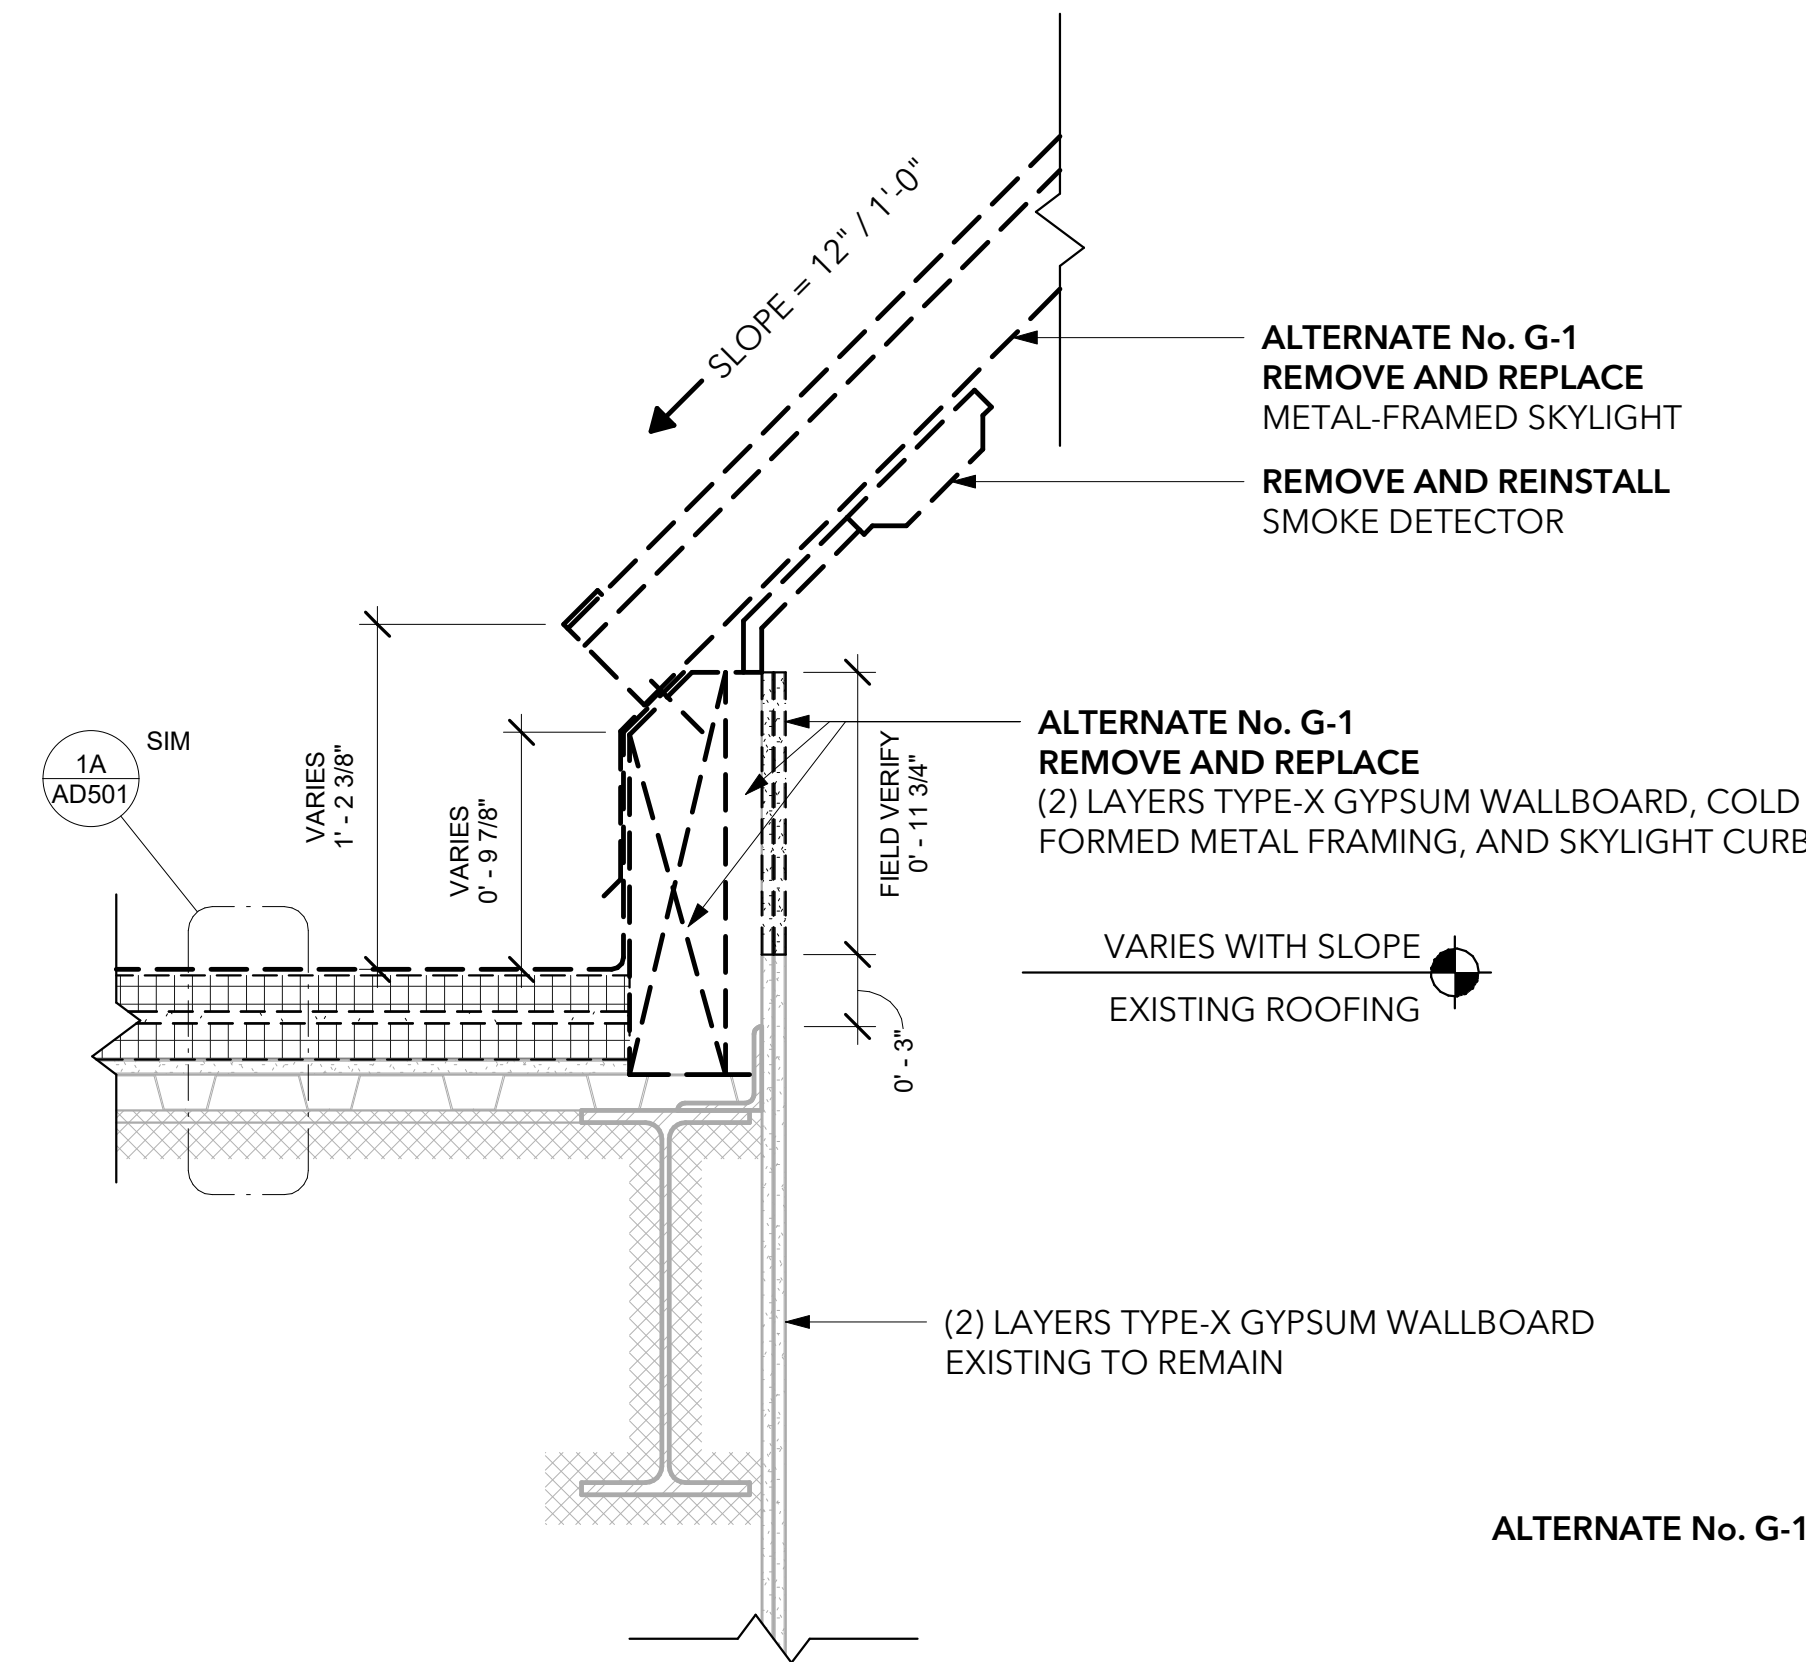 SLOPE = 12" / 1'-0"
ALTERNATE No. G-1
REMOVE AND REPLACE
METAL-FRAMED SKYLIGHT
REMOVE AND REINSTALL
SMOKE DETECTOR
1A
AD501
SIM
VARIES
1' - 2 3/8"
VARIES
0' - 9 7/8"
FIELD VERIFY
0' - 11 3/4"
0' - 3"
ALTERNATE No. G-1
REMOVE AND REPLACE
(2) LAYERS TYPE-X GYPSUM WALLBOARD, COLD
FORMED METAL FRAMING, AND SKYLIGHT CURB
VARIES WITH SLOPE
EXISTING ROOFING
(2) LAYERS TYPE-X GYPSUM WALLBOARD
EXISTING TO REMAIN
ALTERNATE No. G-1